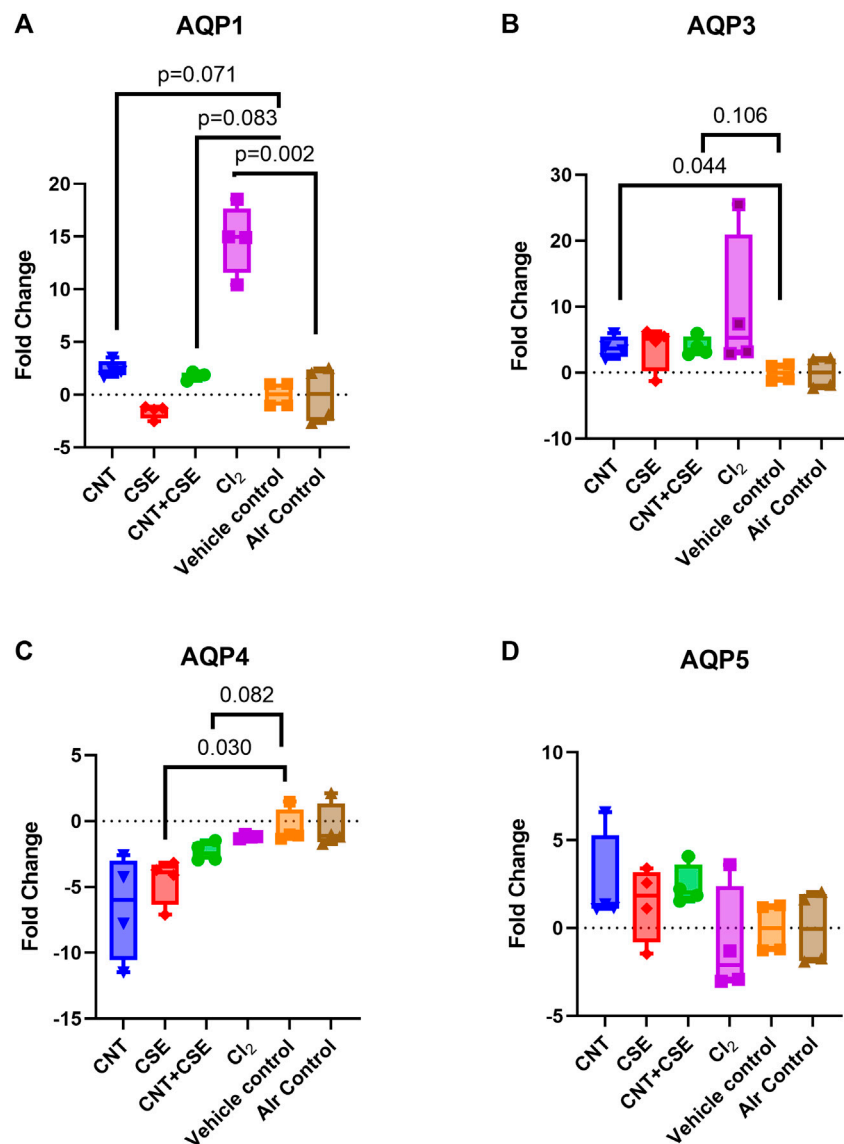 A
AQP1
p=0.071
p=0.083
p=0.002
Fold Change
20
15
10
5
0
-5
CNT
CSE
CNT+CSE
Cl₂
Vehicle control
AIr Control
B
AQP3
0.106
0.044
Fold Change
30
20
10
0
-10
CNT
CSE
CNT+CSE
Cl₂
Vehicle control
AIr Control
C
AQP4
0.082
0.030
Fold Change
5
0
-5
-10
-15
CNT
CSE
CNT+CSE
Cl₂
Vehicle control
AIr Control
D
AQP5
Fold Change
10
5
0
-5
CNT
CSE
CNT+CSE
Cl₂
Vehicle control
AIr Control